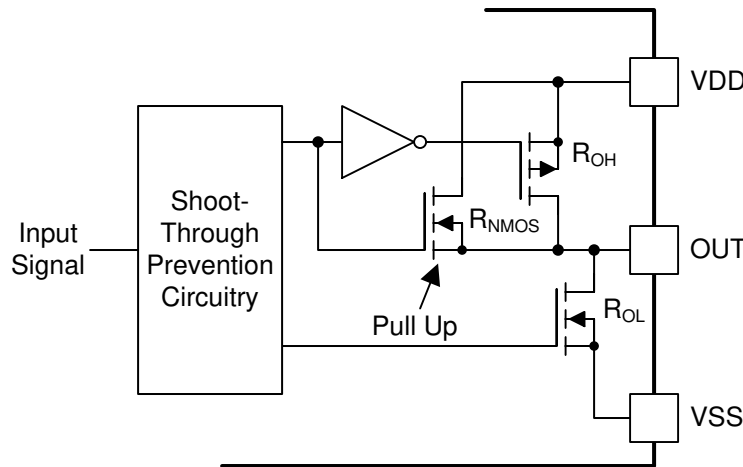 VDD
R_OH
Shoot-
Through
Prevention
Circuitry
Input
Signal
R_NMOS
OUT
Pull Up
R_OL
VSS